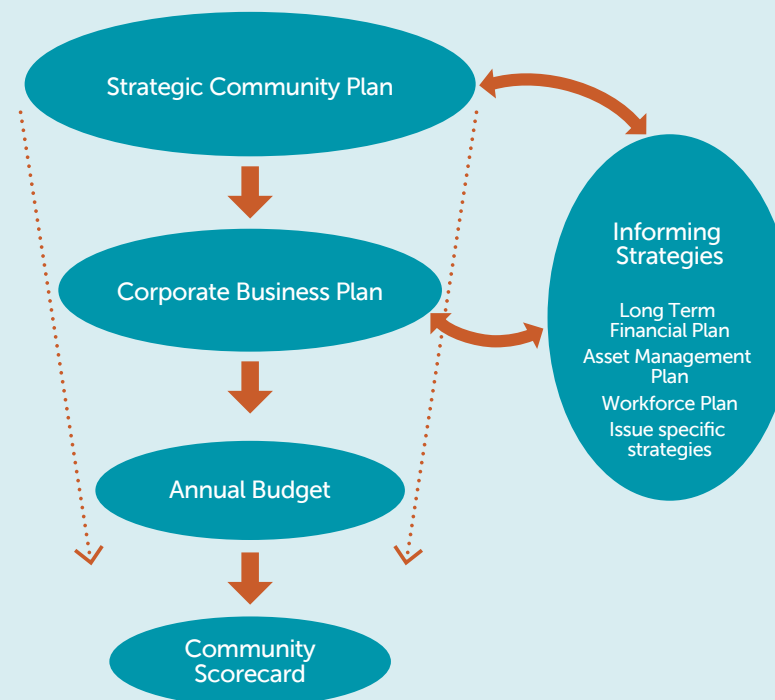 Strategic Community Plan
Corporate Business Plan
Annual Budget
Community
Scorecard
Informing
Strategies
Long Term
Financial Plan
Asset Management
Plan
Workforce Plan
Issue specific
strategies